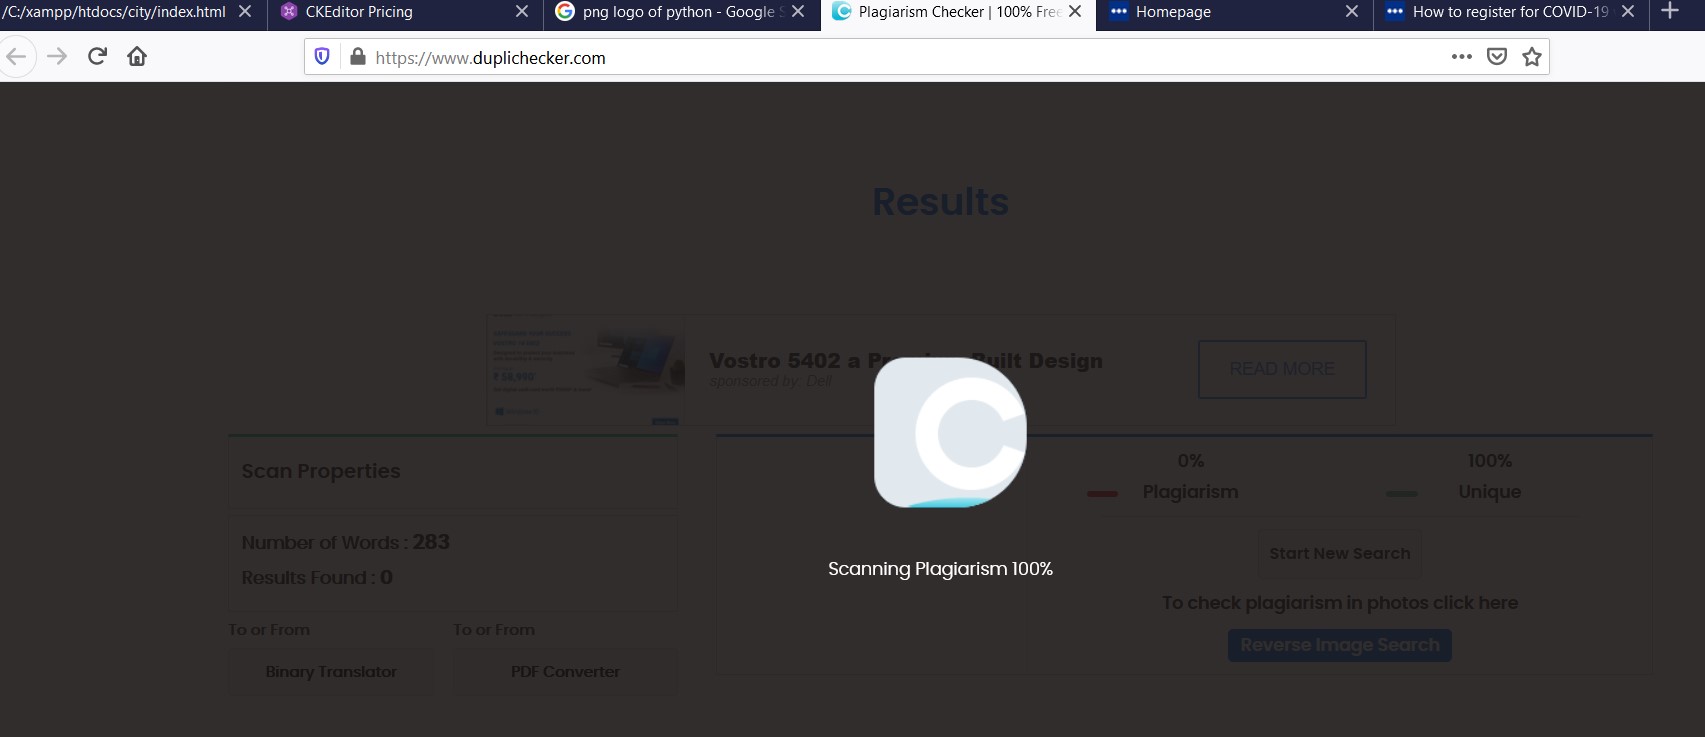 /C:/xampp/htdocs/city/index.html
CKEditor Pricing
png logo of python - Google
Plagiarism Checker | 100% Free
Homepage
How to register for COVID-19
https://www.duplichecker.com
Results
₹ 58,990
Vostro 5402 a Built Design
sponsored by: Dell
READ MORE
Scan Properties
Number of Words : 283
Results Found : 0
To or From
To or From
Binary Translator
PDF Converter
Scanning Plagiarism 100%
0%
100%
Plagiarism
Unique
Start New Search
To check plagiarism in photos click here
Reverse Image Search